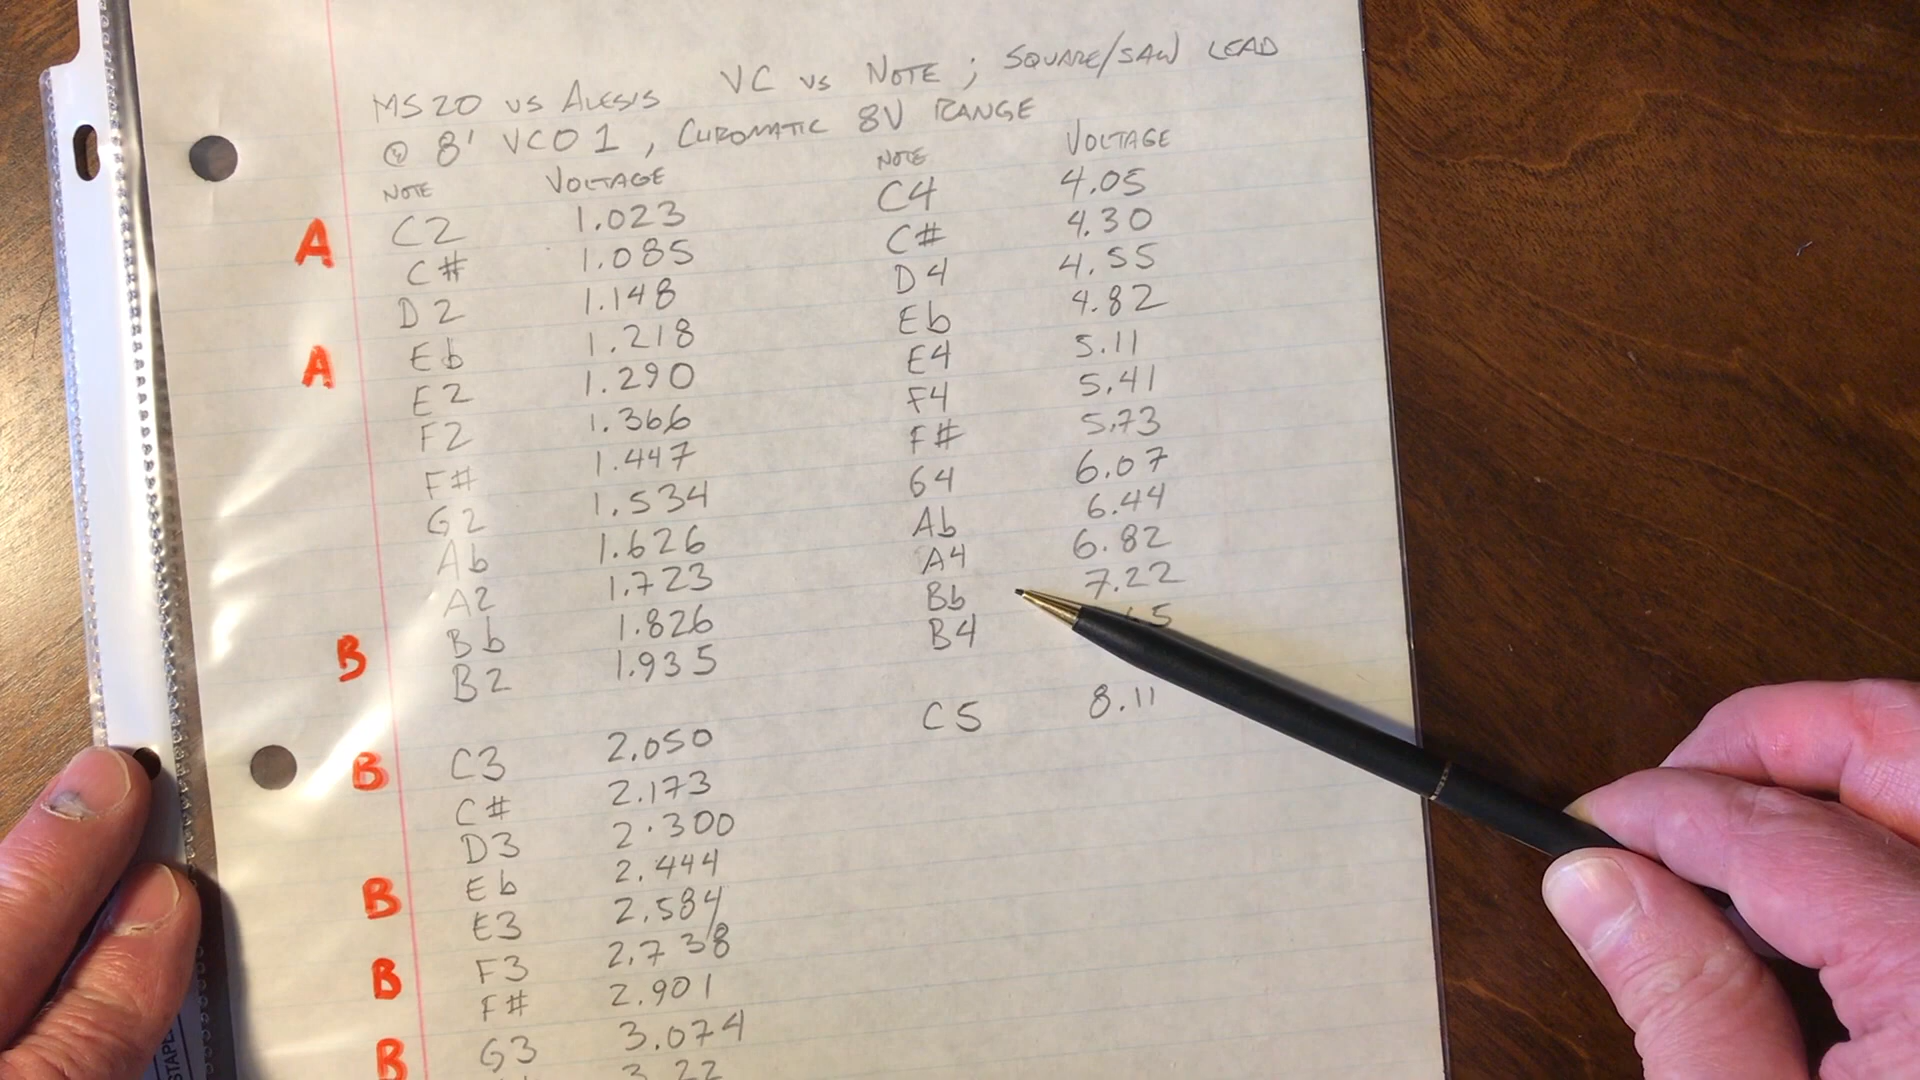 MS20 vs ALESIS VC vs NOTE ; SQUARE/SAW LEAD
@ 8' VCO 1 , CHROMATIC 8V RANGE
NOTE VOLTAGE
A C2 1.023
C# 1.085
D2 1.148
A Eb 1.218
E2 1.290
F2 1.366
F# 1.447
G2 1.534
Ab 1.626
A2 1.723
B Bb 1.826
B2 1.935
B C3 2.050
C# 2.173
D3 2.300
B Eb 2.444
E3 2.584
B F3 2.738
F# 2.901
B G3 3.074
3.22
NOTE VOLTAGE
C4 4.05
C# 4.30
D4 4.55
Eb 4.82
E4 5.11
F4 5.41
F# 5.73
G4 6.07
Ab 6.44
A4 6.82
Bb 7.22
B4
C5 8.11